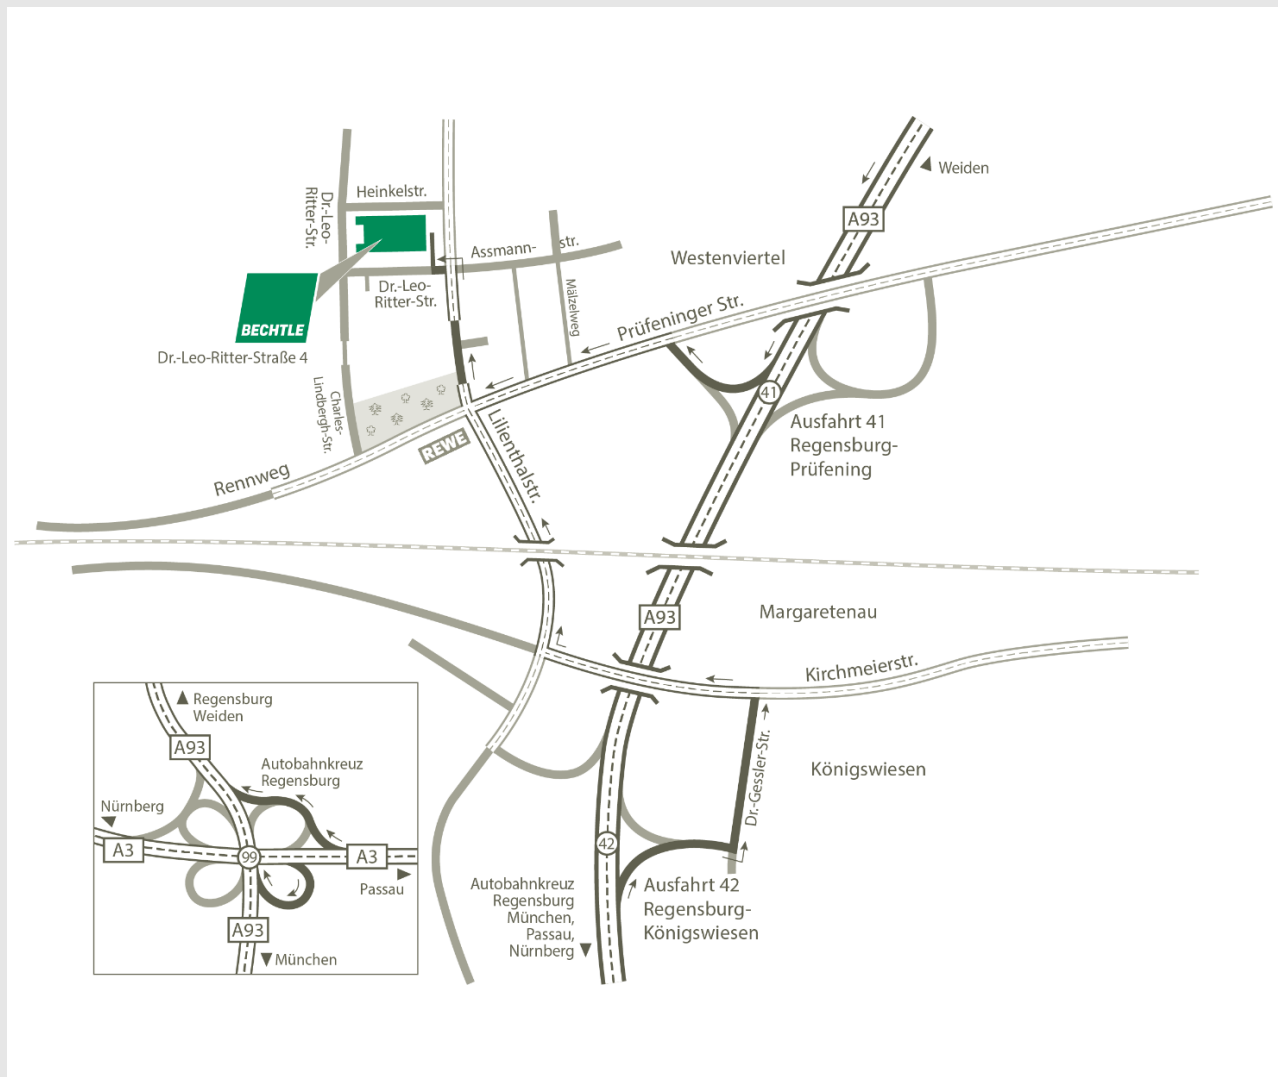 Weiden
A93
Heinkelstr.
Dr.-Leo-
Ritter-Str.
Assmann-
str.
Westenviertel
Dr.-Leo-
Ritter-Str.
Mälzelweg
Prüfeninger Str.
BECHTLE
Dr.-Leo-Ritter-Straße 4
Charles-
Lindbergh-Str.
41
Ausfahrt 41
Regensburg-
Prüfening
REWE
Lilienthalstr.
Rennweg
A93
Margaretenau
Kirchmeierstr.
Königswiesen
Dr.-Gessler-Str.
42
Ausfahrt 42
Regensburg-
Königswiesen
Autobahnkreuz
Regensburg
München,
Passau,
Nürnberg
Regensburg
Weiden
A93
Autobahnkreuz
Regensburg
Nürnberg
A3
99
A3
Passau
A93
München